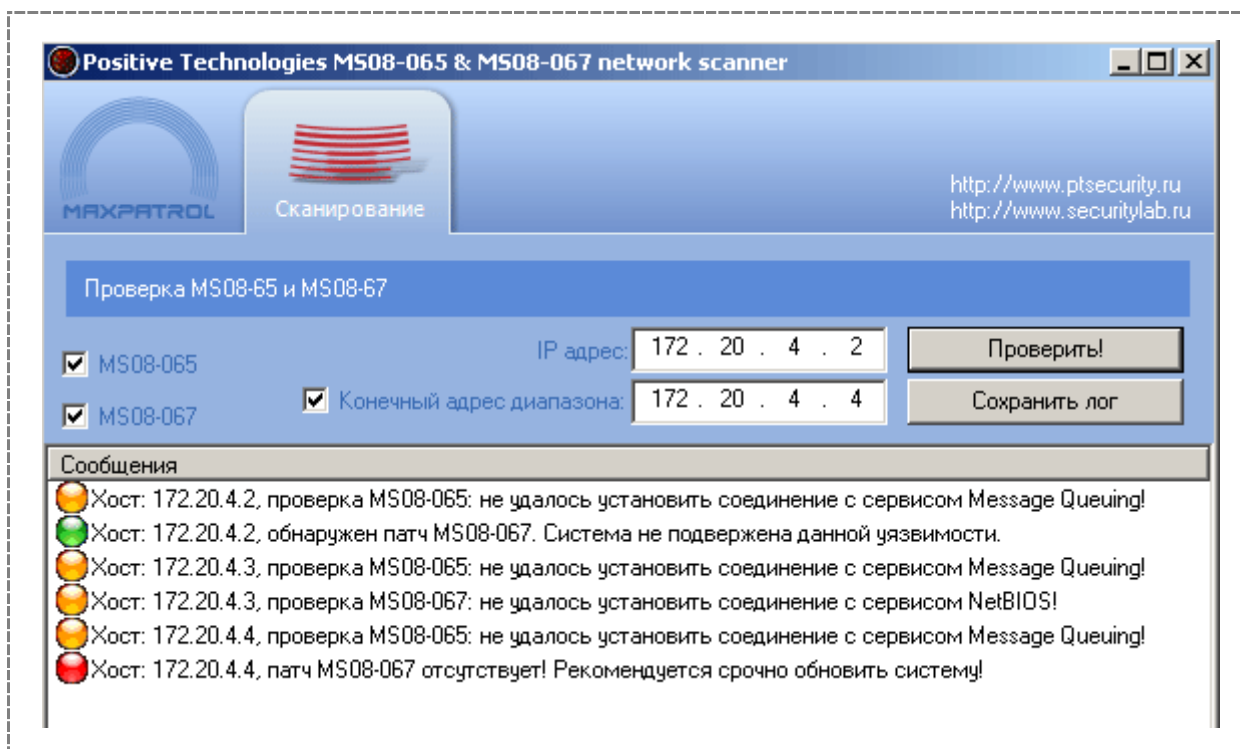 Positive Technologies MS08-065 & MS08-067 network scanner
MAXPATROL
Сканирование
http://www.ptsecurity.ru
http://www.securitylab.ru
Проверка MS08-65 и MS08-67
MS08-065
IP адрес: 172 . 20 . 4 . 2
Проверить!
MS08-067
Конечный адрес диапазона: 172 . 20 . 4 . 4
Сохранить лог
Сообщения
Хост: 172.20.4.2, проверка MS08-065: не удалось установить соединение с сервисом Message Queuing!
Хост: 172.20.4.2, обнаружен патч MS08-067. Система не подвержена данной уязвимости.
Хост: 172.20.4.3, проверка MS08-065: не удалось установить соединение с сервисом Message Queuing!
Хост: 172.20.4.3, проверка MS08-067: не удалось установить соединение с сервисом NetBIOS!
Хост: 172.20.4.4, проверка MS08-065: не удалось установить соединение с сервисом Message Queuing!
Хост: 172.20.4.4, патч MS08-067 отсутствует! Рекомендуется срочно обновить систему!